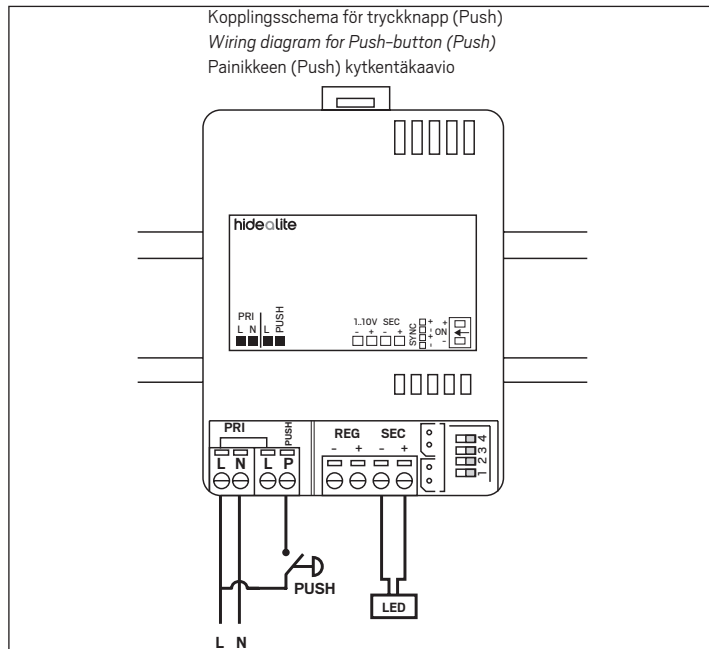 Kopplingsschema för tryckknapp (Push)
Wiring diagram for Push-button (Push)
Painikkeen (Push) kytkentäkaavio
hidealite
PRI
L N L PUSH
1..10V SEC
- + - +
SYNC
+
-
+
-
+
ON
-
PRI
PUSH
L N L P
REG SEC
- + - +
1 2 3 4
PUSH
LED
L N